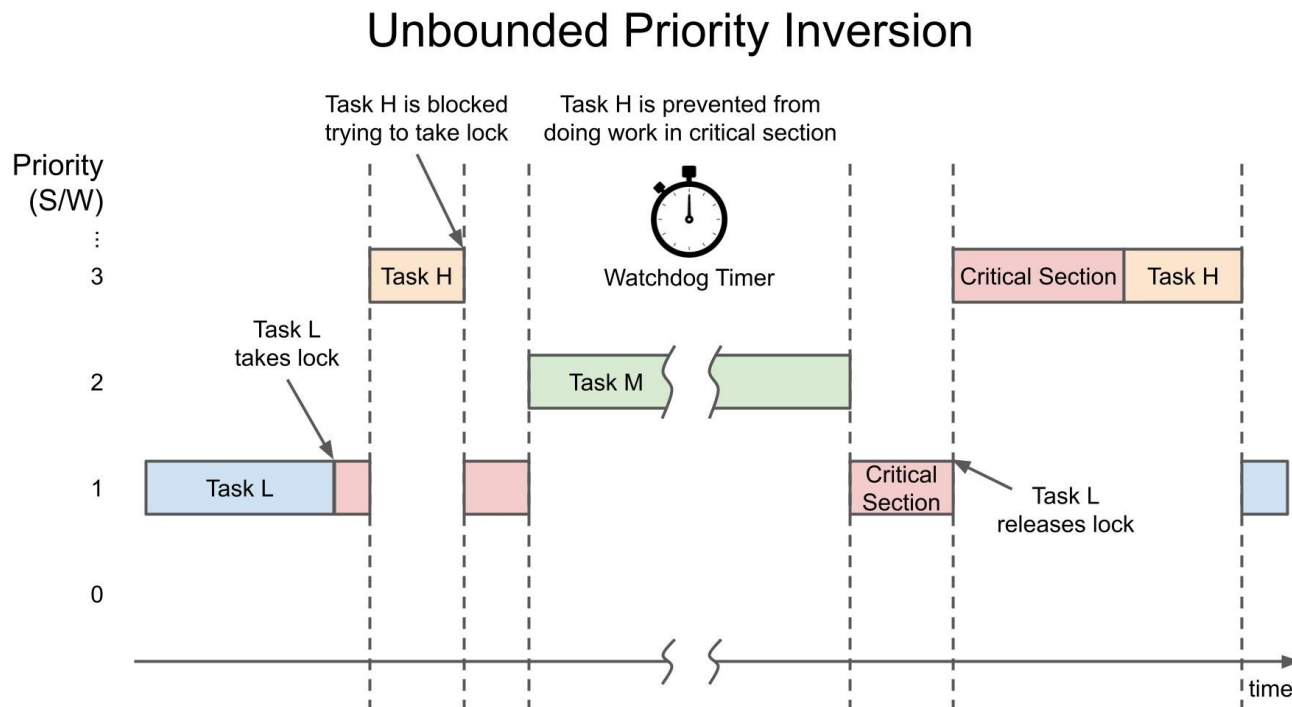 Unbounded Priority Inversion
Task H is blocked
trying to take lock
Task H is prevented from
doing work in critical section
Priority
(S/W)
⋮
3
Task H
Watchdog Timer
Critical Section
Task H
Task L
takes lock
2
Task M
1
Task L
Critical
Section
Task L
releases lock
0
time